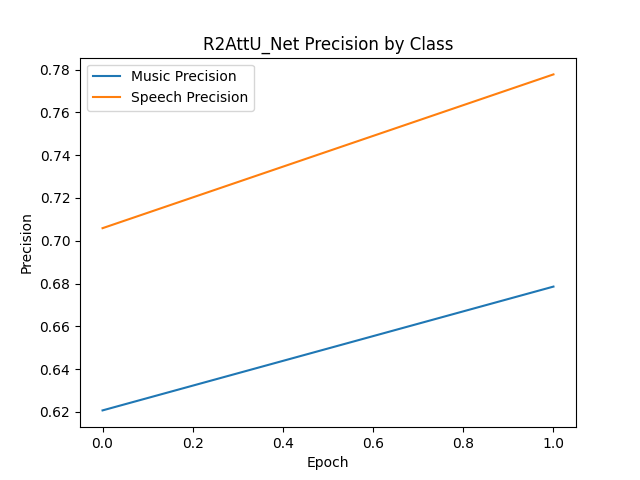 R2AttU_Net Precision by Class
Music Precision
Speech Precision
Precision
0.78
0.76
0.74
0.72
0.70
0.68
0.66
0.64
0.62
0.0 0.2 0.4 0.6 0.8 1.0
Epoch